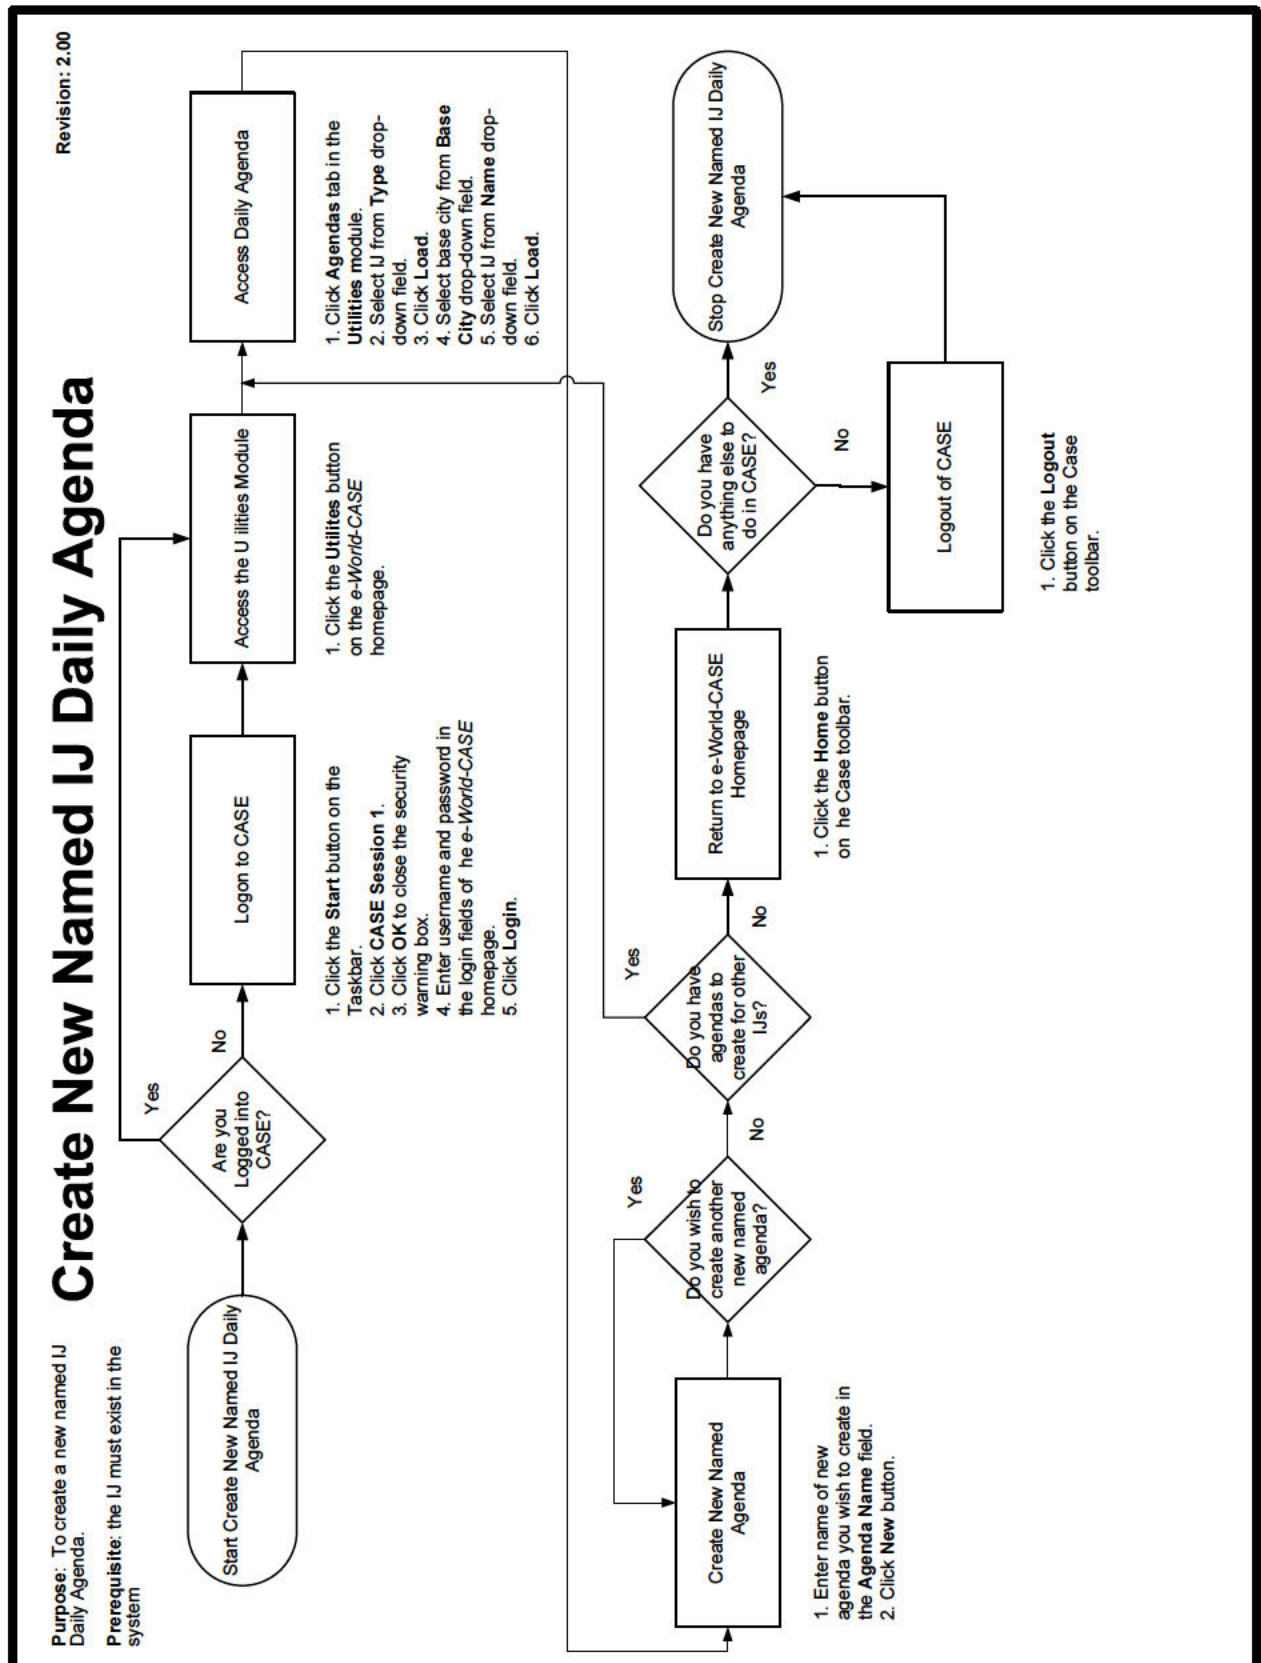 Purpose: To create a new named IJ
Daily Agenda.
Prerequisite: the IJ must exist in the
system
Create New Named IJ Daily Agenda
Revision: 2.00
Start Create New Named IJ Daily
Agenda
Are you
Logged into
CASE?
Yes
No
Logon to CASE
1. Click the Start button on the
Taskbar.
2. Click CASE Session 1.
3. Click OK to close the security
warning box.
4. Enter username and password in
the login fields of he e-World-CASE
homepage.
5. Click Login.
Access the U ilities Module
1. Click the Utilites button
on the e-World-CASE
homepage.
Access Daily Agenda
1. Click Agendas tab in the
Utilities module.
2. Select IJ from Type drop-
down field.
3. Click Load.
4. Select base city from Base
City drop-down field.
5. Select IJ from Name drop-
down field.
6. Click Load.
Create New Named
Agenda
1. Enter name of new
agenda you wish to create in
the Agenda Name field.
2. Click New button.
Do you wish to
create another
new named
agenda?
Yes
No
Do you have
agendas to
create for other
IJs?
Yes
No
Return to e-World-CASE
Homepage
1. Click the Home button
on he Case toolbar.
Do you have
anything else to
do in CASE?
Yes
No
Stop Create New Named IJ Daily
Agenda
Logout of CASE
1. Click the Logout
button on the Case
toolbar.